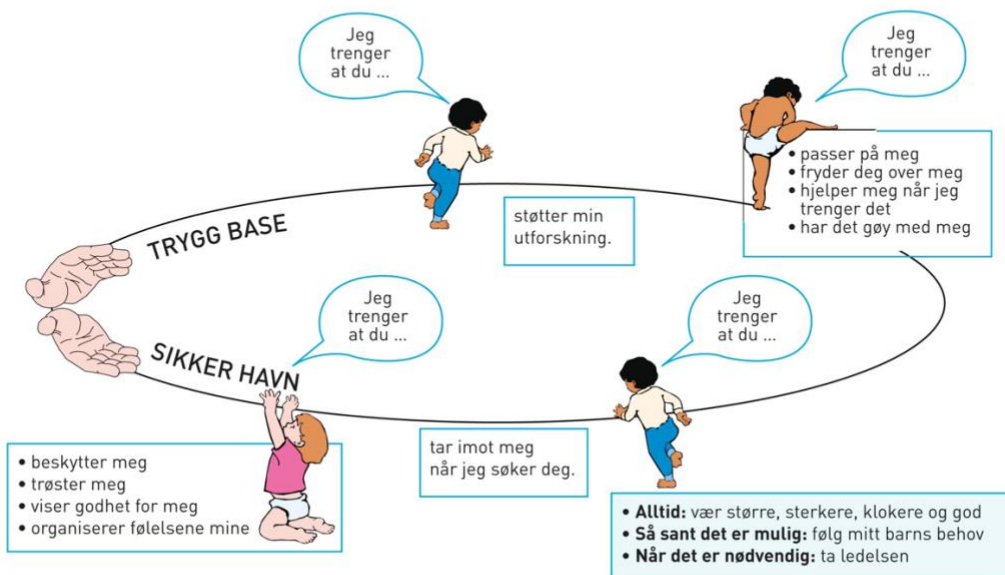 Jeg
trenger
at du ...
Jeg
trenger
at du ...
• passer på meg
• fryder deg over meg
• hjelper meg når jeg
trenger det
• har det gøy med meg
støtter min
utforskning.
TRYGG BASE
SIKKER HAVN
Jeg
trenger
at du ...
Jeg
trenger
at du ...
• beskytter meg
• trøster meg
• viser godhet for meg
• organiserer følelsene mine
tar imot meg
når jeg søker deg.
• Alltid: vær større, sterkere, klokere og god
• Så sant det er mulig: følg mitt barns behov
• Når det er nødvendig: ta ledelsen